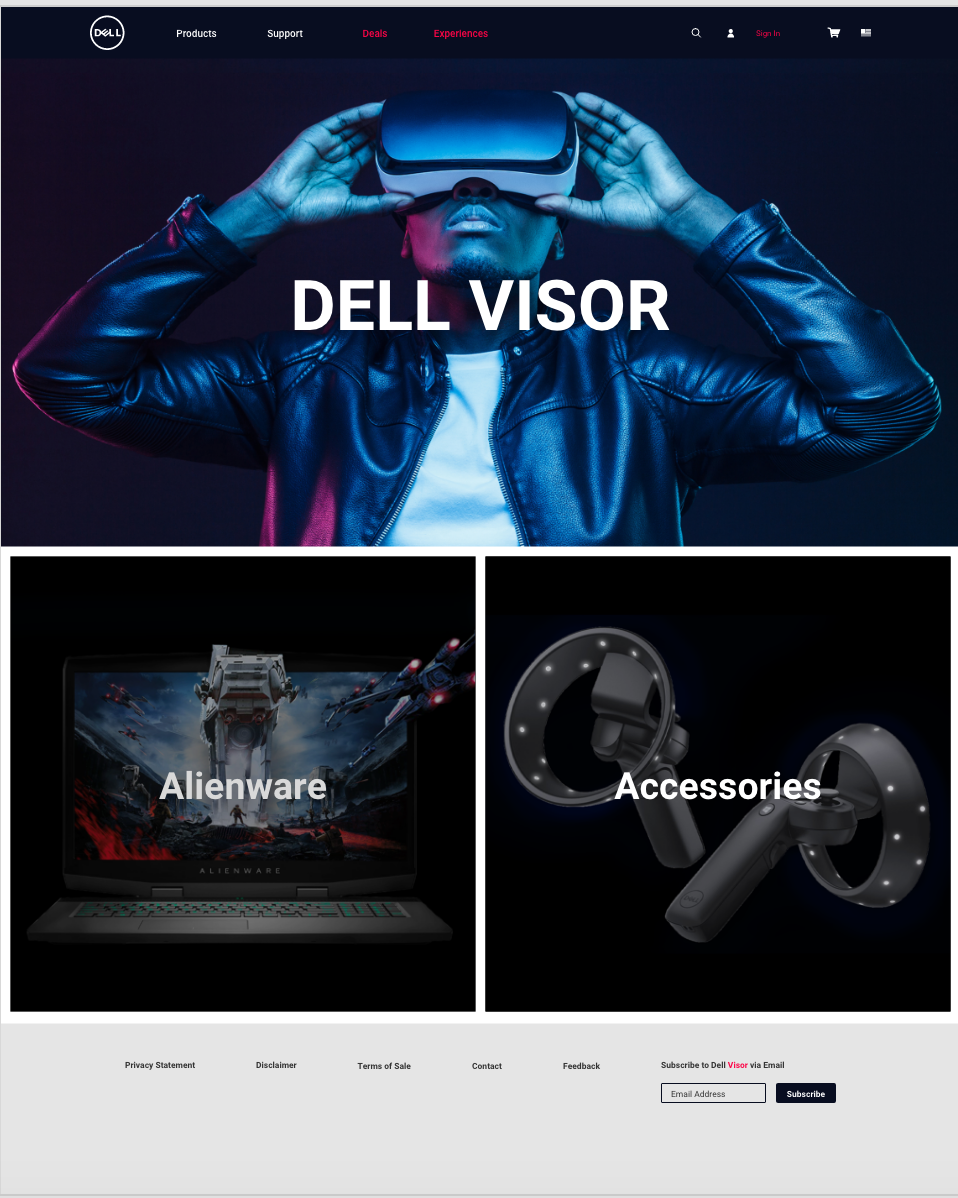 DELL
Products
Support
Deals
Experiences
Sign In
DELL VISOR
Alienware
ALIENWARE
Accessories
DELL
Privacy Statement
Disclaimer
Terms of Sale
Contact
Feedback
Subscribe to Dell Visor via Email
Email Address
Subscribe